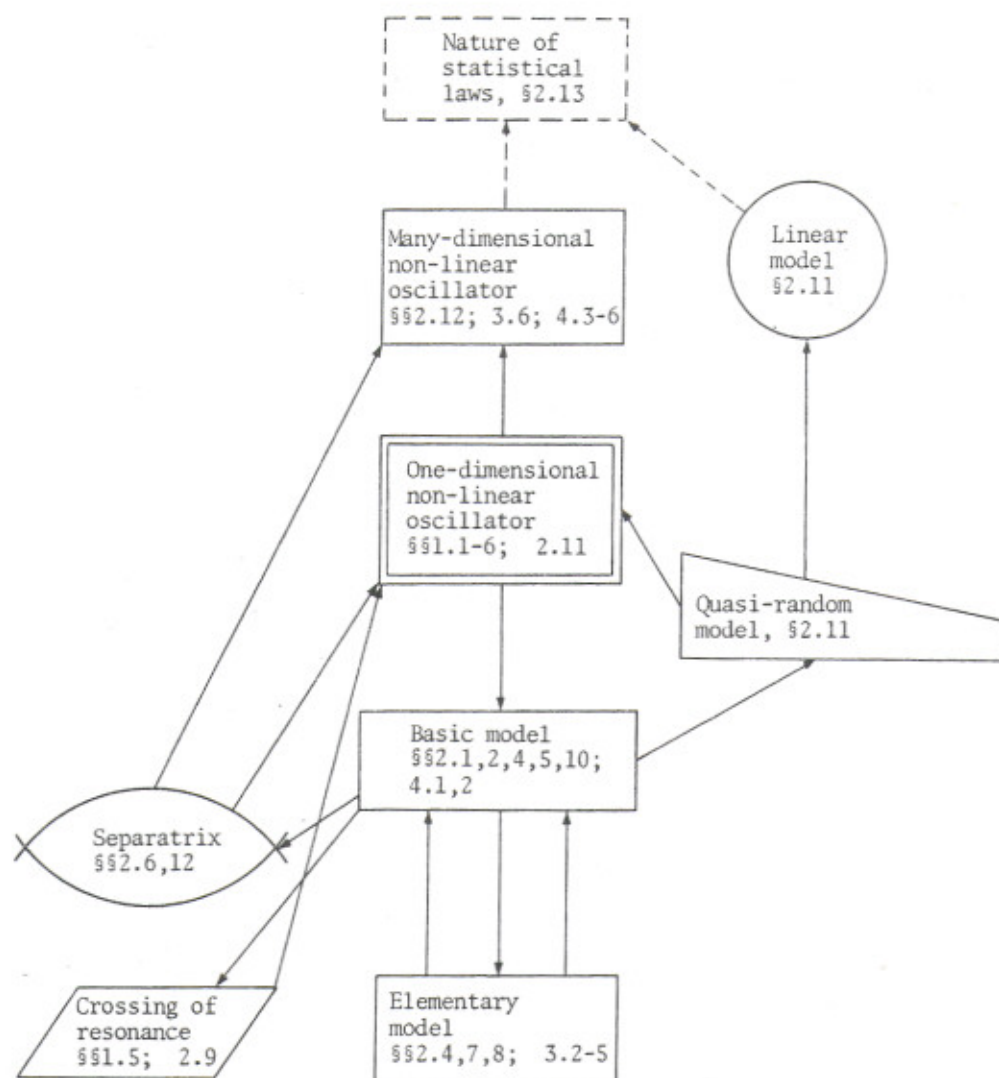 Nature of
statistical
laws, §2.13
Many-dimensional
non-linear
oscillator
§§2.12; 3.6; 4.3-6
Linear
model
§2.11
One-dimensional
non-linear
oscillator
§§1.1-6; 2.11
Quasi-random
model, §2.11
Basic model
§§2.1,2,4,5,10;
4.1,2
Separatrix
§§2.6,12
Crossing of
resonance
§§1.5; 2.9
Elementary
model
§§2.4,7,8; 3.2-5